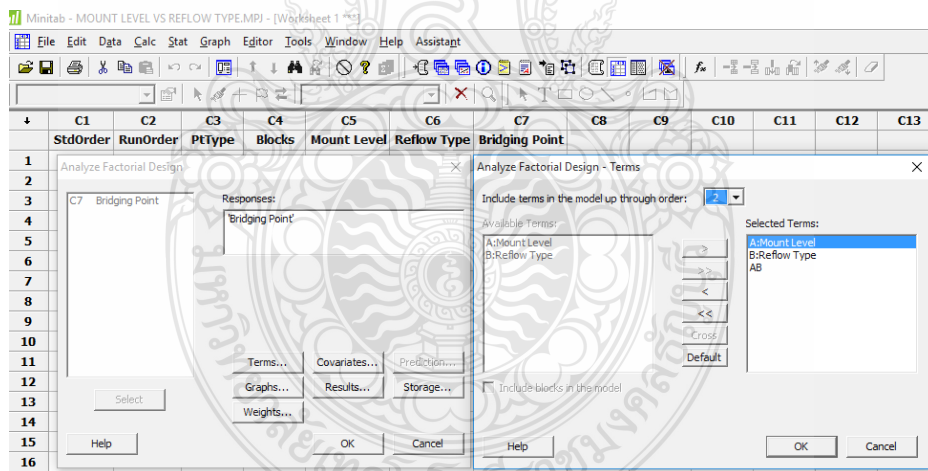 Minitab - MOUNT LEVEL VS REFLOW TYPE.MPJ - [Worksheet 1 ***]
File Edit Data Calc Stat Graph Editor Tools Window Help Assistant
C1 C2 C3 C4 C5 C6 C7 C8 C9 C10 C11 C12 C13
StdOrder RunOrder PtType Blocks Mount Level Reflow Type Bridging Point
1
2
3
4
5
6
7
8
9
10
11
12
13
14
15
16
Analyze Factorial Design
C7 Bridging Point
Responses:
'Bridging Point'
Terms... Covariates... Prediction...
Graphs... Results... Storage...
Select
Weights...
Help OK Cancel
Analyze Factorial Design - Terms
Include terms in the model up through order: 2
Available Terms:
A:Mount Level
B:Reflow Type
>
>>
<
<<
Cross
Default
Selected Terms:
A:Mount Level
B:Reflow Type
AB
Include blocks in the model
Help OK Cancel